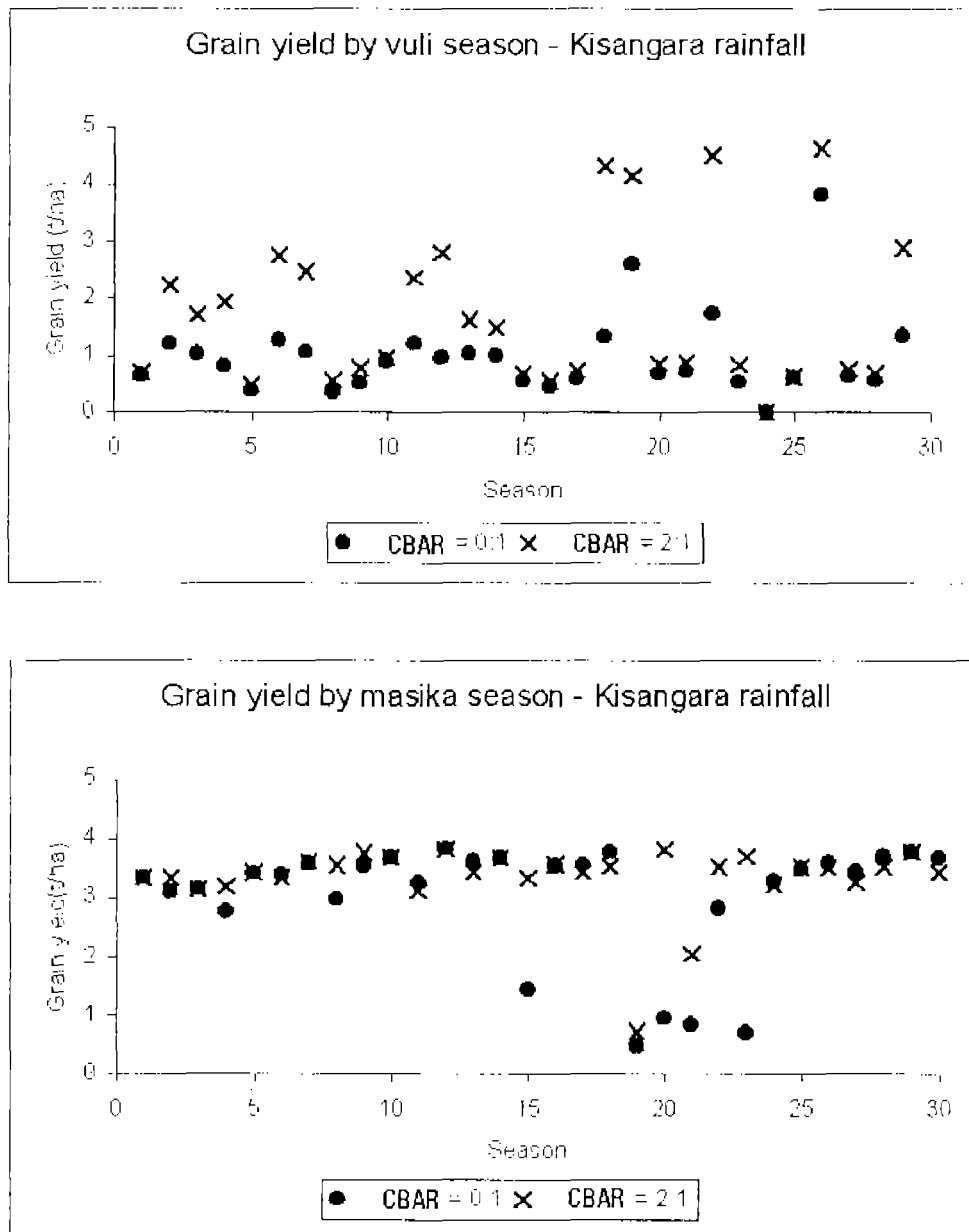 Grain yield by vuli season - Kisangara rainfall
5
4
3
2
1
0
Grain yield (t/ha)
0 5 10 15 20 25 30
Season
CBAR = 0:1 CBAR = 2:1
Grain yield by masika season - Kisangara rainfall
5
4
3
2
1
0
Grain yield (t/ha)
0 5 10 15 20 25 30
Season
CBAR = 0:1 CBAR = 2:1